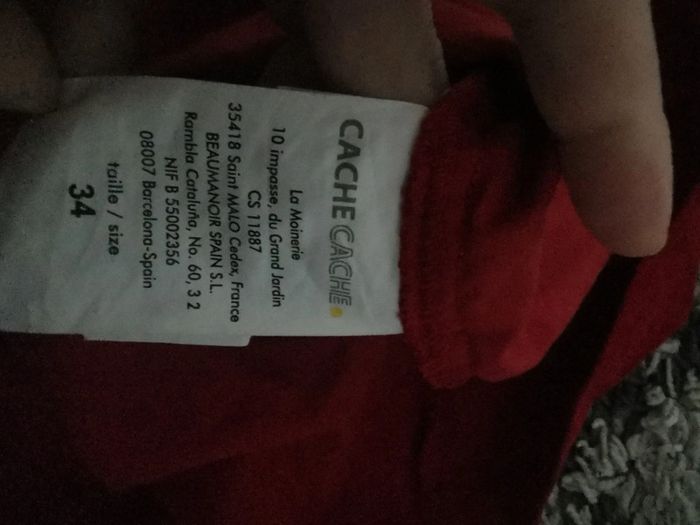 CACHE CACHE.
La Moinerie
10 impasse, du Grand Jardin
CS 11887
35418 Saint MALO Cedex, France
BEAUMANOIR SPAIN S.L.
Rambla Cataluña, No. 60, 3 2
NIF B 55002356
08007 Barcelona-Spain
taille / size
34